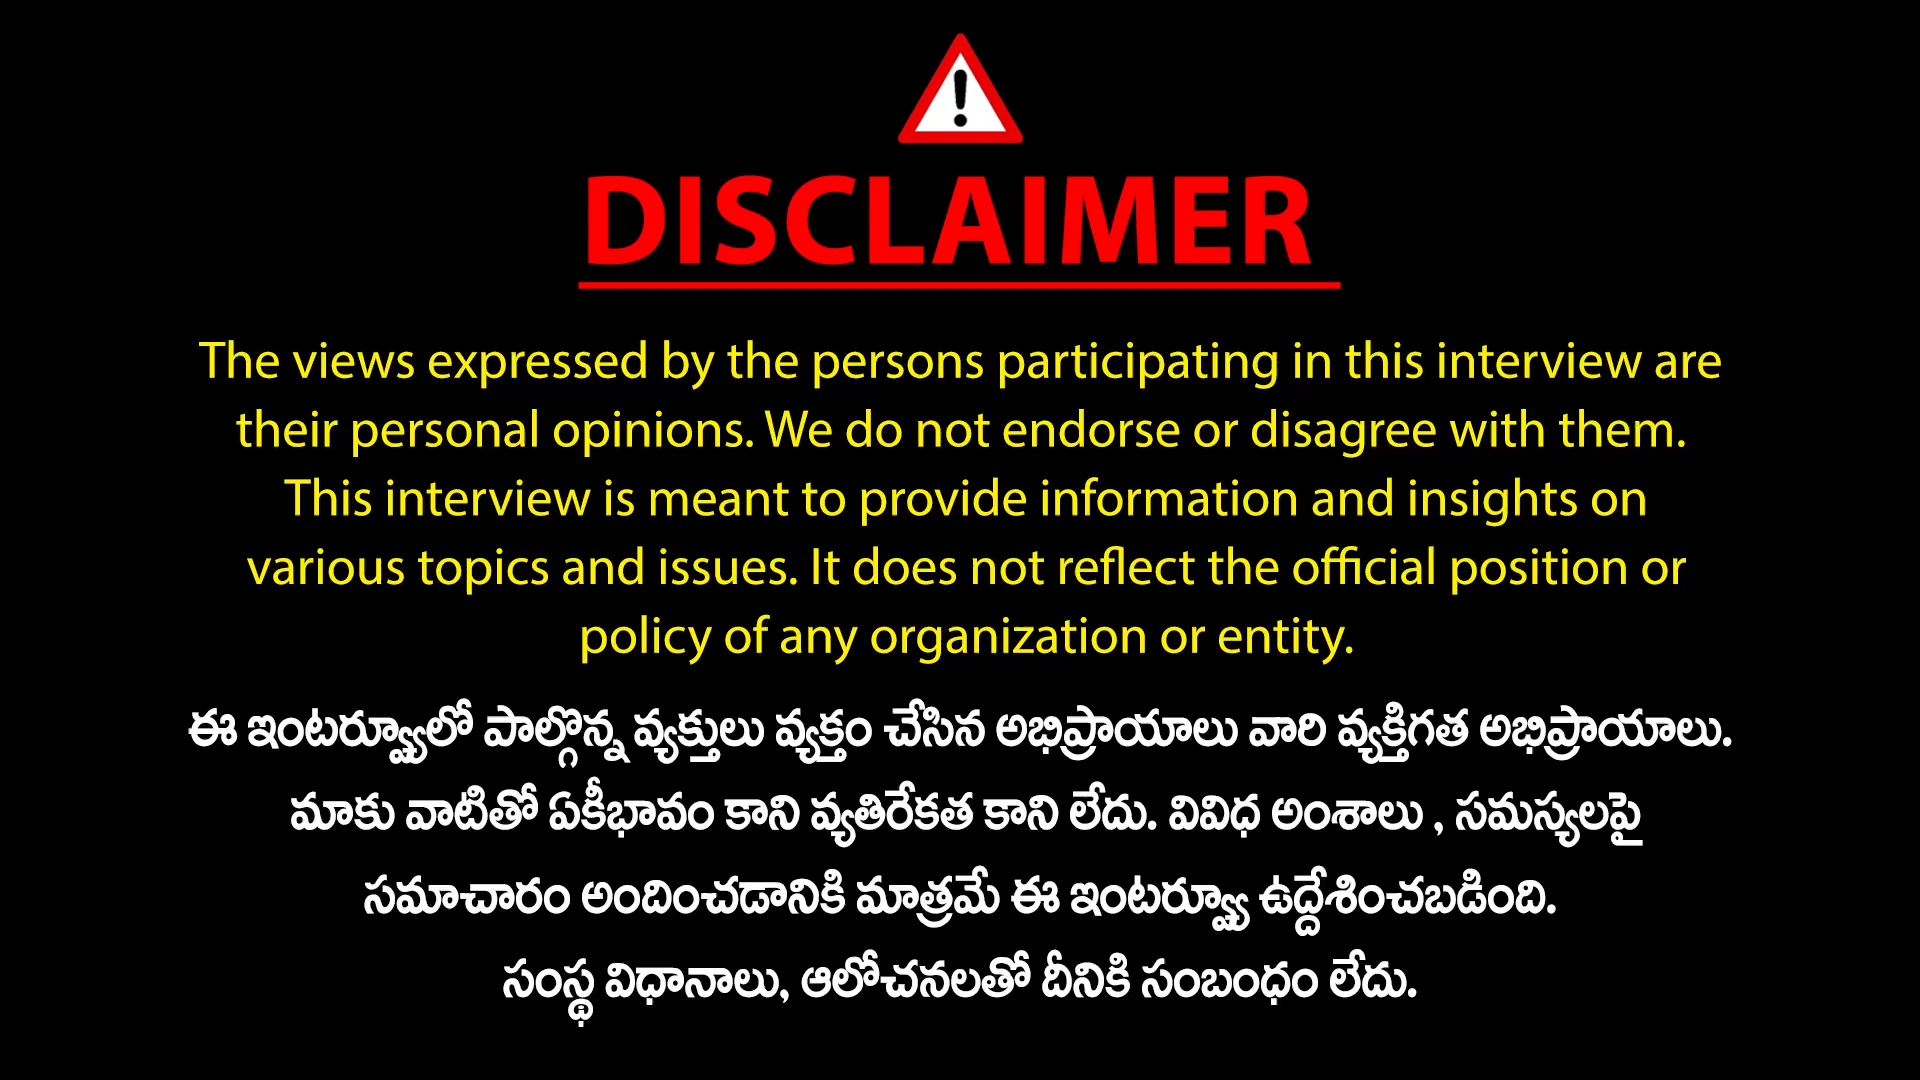 DISCLAIMER
The views expressed by the persons participating in this interview are
their personal opinions. We do not endorse or disagree with them.
This interview is meant to provide information and insights on
various topics and issues. It does not reflect the official position or
policy of any organization or entity.
ఈ ఇంటర్వ్యూలో పాల్గొన్న వ్యక్తులు వ్యక్తం చేసిన అభిప్రాయాలు వారి వ్యక్తిగత అభిప్రాయాలు.
మాకు వాటితో ఏకీభావం కాని వ్యతిరేకత కాని లేదు. వివిధ అంశాలు , సమస్యలపై
సమాచారం అందించడానికి మాత్రమే ఈ ఇంటర్వ్యూ ఉద్దేశించబడింది.
సంస్థ విధానాలు, ఆలోచనలతో దీనికి సంబంధం లేదు.